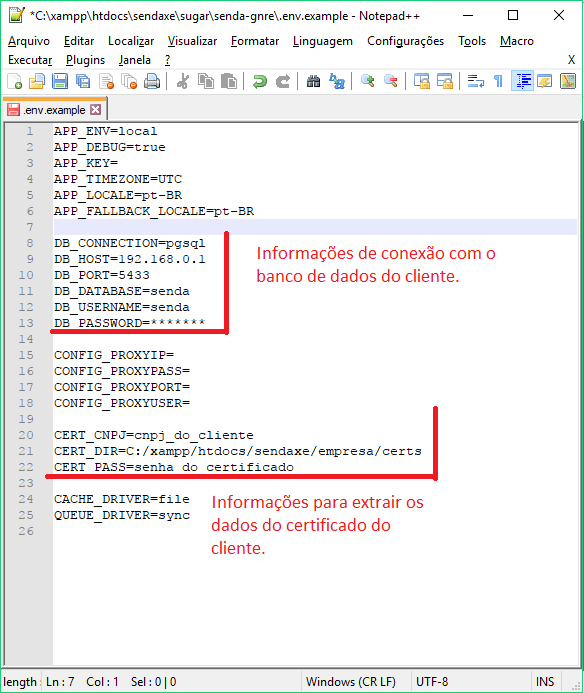 *C:\xampp\htdocs\sendaxe\sugar\senda-gnre\.env.example - Notepad++
Arquivo Editar Localizar Visualizar Formatar Linguagem Configurações Tools Macro
Executar Plugins Janela ? X
.env.example
1 APP_ENV=local
2 APP_DEBUG=true
3 APP_KEY=
4 APP_TIMEZONE=UTC
5 APP_LOCALE=pt-BR
6 APP_FALLBACK_LOCALE=pt-BR
7
8 DB_CONNECTION=pgsql
9 DB_HOST=192.168.0.1
10 DB_PORT=5433
11 DB_DATABASE=senda
12 DB_USERNAME=senda
13 DB_PASSWORD=*******
Informações de conexão com o
banco de dados do cliente.
14
15 CONFIG_PROXYIP=
16 CONFIG_PROXYPASS=
17 CONFIG_PROXYPORT=
18 CONFIG_PROXYUSER=
19
20 CERT_CNPJ=cnpj_do_cliente
21 CERT_DIR=C:/xampp/htdocs/sendaxe/empresa/certs
22 CERT_PASS=senha do certificado
23
24 CACHE_DRIVER=file
25 QUEUE_DRIVER=sync
26
Informações para extrair os
dados do certificado do
cliente.
length : Ln : 7 Col : 1 Sel : 0 | 0 Windows (CR LF) UTF-8 INS